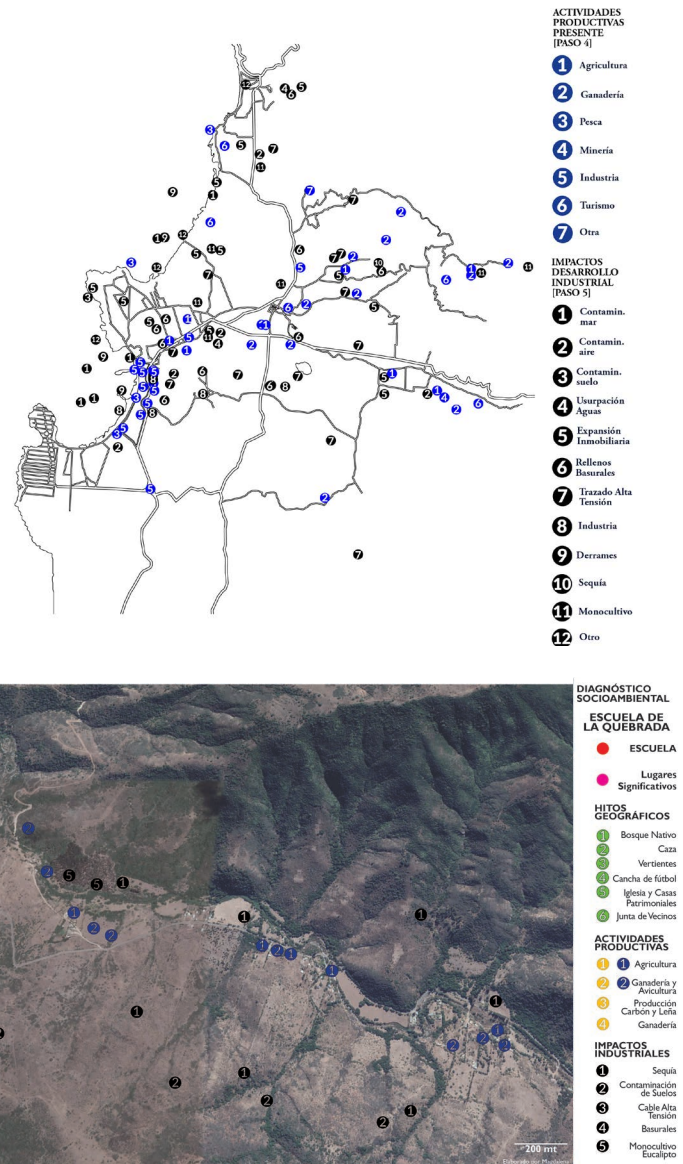 ACTIVIDADES
PRODUCTIVAS
PRESENTE
[PASO 4]
1 Agricultura
2 Ganadería
3 Pesca
4 Minería
5 Industria
6 Turismo
7 Otra
IMPACTOS
DESARROLLO
INDUSTRIAL
[PASO 5]
1 Contamin.
mar
2 Contamin.
aire
3 Contamin.
suelo
4 Usurpación
Aguas
5 Expansión
Inmobiliaria
6 Rellenos
Basurales
7 Trazado Alta
Tensión
8 Industria
9 Derrames
10 Sequía
11 Monocultivo
12 Otro
DIAGNÓSTICO
SOCIOAMBIENTAL
ESCUELA DE
LA QUEBRADA
ESCUELA
Lugares
Significativos
HITOS
GEOGRÁFICOS
1 Bosque Nativo
2 Caza
3 Vertientes
4 Cancha de fútbol
5 Iglesia y Casas
Patrimoniales
6 Junta de Vecinos
ACTIVIDADES
PRODUCTIVAS
1 1 Agricultura
2 2 Ganadería y
Avicultura
3 Producción
Carbón y Leña
4 Ganadería
IMPACTOS
INDUSTRIALES
1 Sequía
2 Contaminación
de Suelos
3 Cable Alta
Tensión
4 Basurales
5 Monocultivo
Eucalipto
200 mt